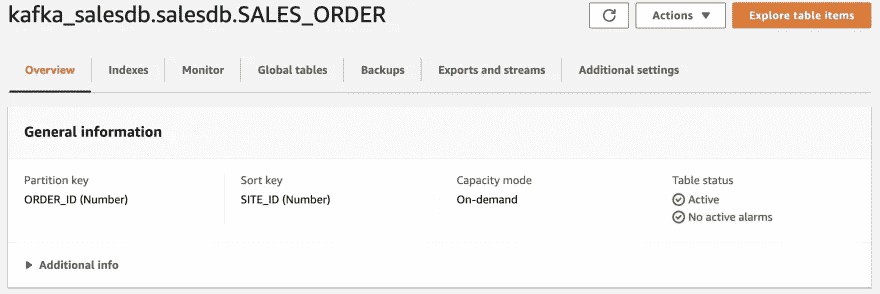 kafka_salesdb.salesdb.SALES_ORDER
Actions
Explore table items
Overview
Indexes
Monitor
Global tables
Backups
Exports and streams
Additional settings
General information
Partition key
ORDER_ID (Number)
Sort key
SITE_ID (Number)
Capacity mode
On-demand
Table status
Active
No active alarms
Additional info